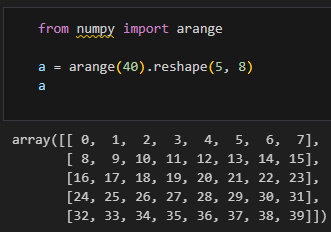 from numpy import arange
a = arange(40).reshape(5, 8)
a
array([[ 0,  1,  2,  3,  4,  5,  6,  7],
       [ 8,  9, 10, 11, 12, 13, 14, 15],
       [16, 17, 18, 19, 20, 21, 22, 23],
       [24, 25, 26, 27, 28, 29, 30, 31],
       [32, 33, 34, 35, 36, 37, 38, 39]])